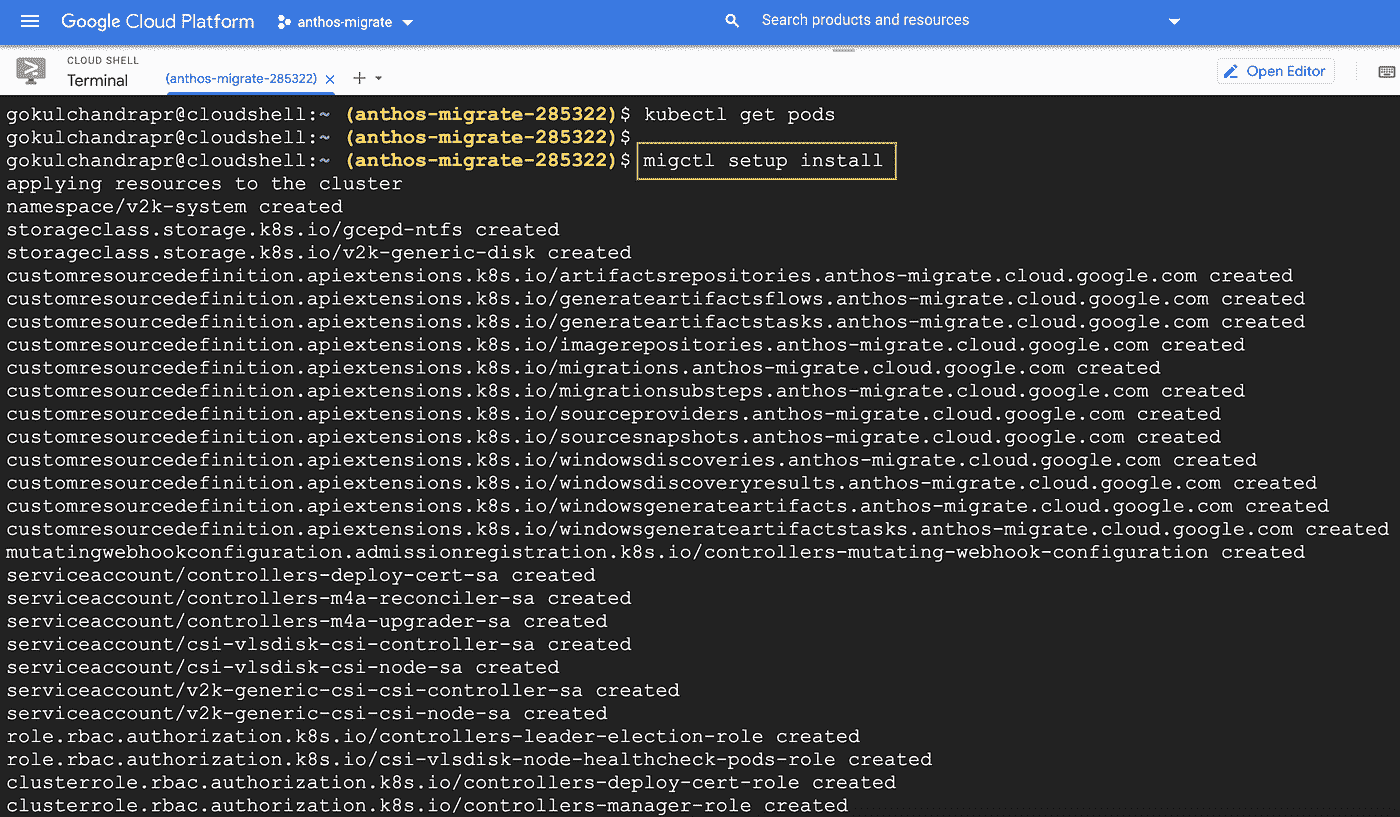 Google Cloud Platform anthos-migrate Search products and resources
CLOUD SHELL
Terminal (anthos-migrate-285322) Open Editor
gokulchandrapr@cloudshell:~ (anthos-migrate-285322)$ kubectl get pods
gokulchandrapr@cloudshell:~ (anthos-migrate-285322)$
gokulchandrapr@cloudshell:~ (anthos-migrate-285322)$ migctl setup install
applying resources to the cluster
namespace/v2k-system created
storageclass.storage.k8s.io/gcepd-ntfs created
storageclass.storage.k8s.io/v2k-generic-disk created
customresourcedefinition.apiextensions.k8s.io/artifactsrepositories.anthos-migrate.cloud.google.com created
customresourcedefinition.apiextensions.k8s.io/generateartifactsflows.anthos-migrate.cloud.google.com created
customresourcedefinition.apiextensions.k8s.io/generateartifactstasks.anthos-migrate.cloud.google.com created
customresourcedefinition.apiextensions.k8s.io/imagerepositories.anthos-migrate.cloud.google.com created
customresourcedefinition.apiextensions.k8s.io/migrations.anthos-migrate.cloud.google.com created
customresourcedefinition.apiextensions.k8s.io/migrationsubsteps.anthos-migrate.cloud.google.com created
customresourcedefinition.apiextensions.k8s.io/sourceproviders.anthos-migrate.cloud.google.com created
customresourcedefinition.apiextensions.k8s.io/sourcesnapshots.anthos-migrate.cloud.google.com created
customresourcedefinition.apiextensions.k8s.io/windowsdiscoveries.anthos-migrate.cloud.google.com created
customresourcedefinition.apiextensions.k8s.io/windowsdiscoveryresults.anthos-migrate.cloud.google.com created
customresourcedefinition.apiextensions.k8s.io/windowsgenerateartifacts.anthos-migrate.cloud.google.com created
customresourcedefinition.apiextensions.k8s.io/windowsgenerateartifactstasks.anthos-migrate.cloud.google.com created
mutatingwebhookconfiguration.admissionregistration.k8s.io/controllers-mutating-webhook-configuration created
serviceaccount/controllers-deploy-cert-sa created
serviceaccount/controllers-m4a-reconciler-sa created
serviceaccount/controllers-m4a-upgrader-sa created
serviceaccount/csi-vlsdisk-csi-controller-sa created
serviceaccount/csi-vlsdisk-csi-node-sa created
serviceaccount/v2k-generic-csi-csi-controller-sa created
serviceaccount/v2k-generic-csi-csi-node-sa created
role.rbac.authorization.k8s.io/controllers-leader-election-role created
role.rbac.authorization.k8s.io/csi-vlsdisk-node-healthcheck-pods-role created
clusterrole.rbac.authorization.k8s.io/controllers-deploy-cert-role created
clusterrole.rbac.authorization.k8s.io/controllers-manager-role created